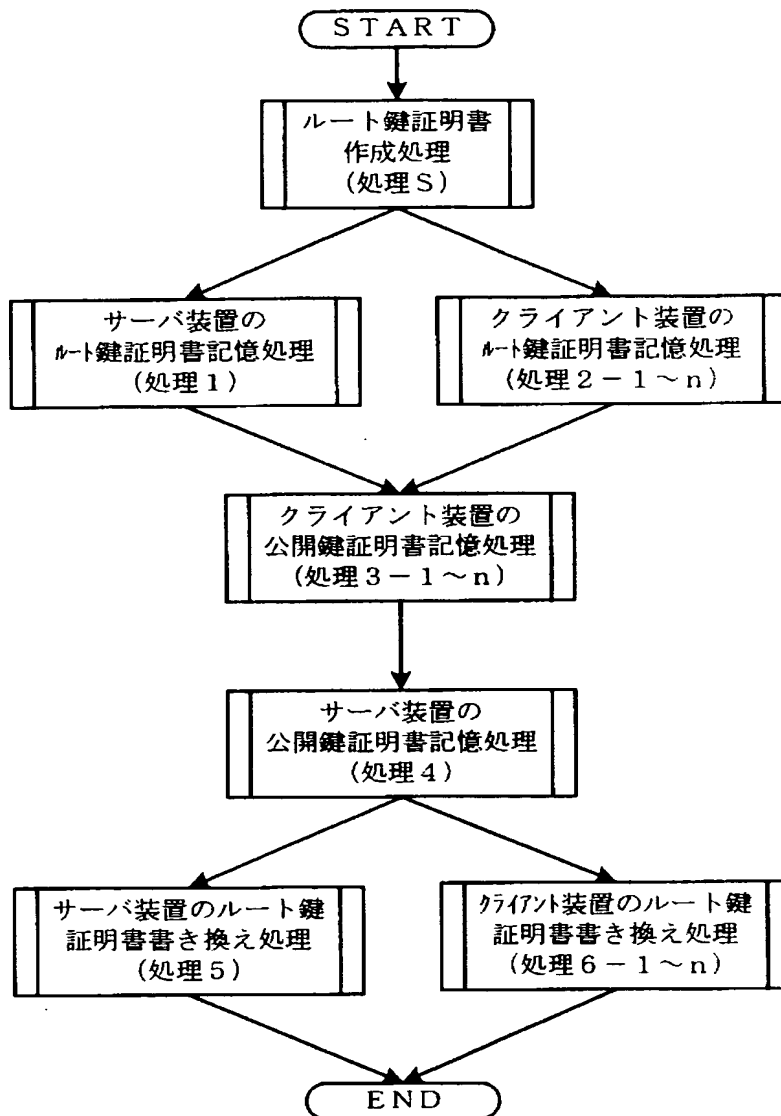 START
ルート鍵証明書
作成処理
(処理S)
サーバ装置の
ﾙｰﾄ鍵証明書記憶処理
(処理1)
クライアント装置の
ﾙｰﾄ鍵証明書記憶処理
(処理2-1~n)
クライアント装置の
公開鍵証明書記憶処理
(処理3-1~n)
サーバ装置の
公開鍵証明書記憶処理
(処理4)
サーバ装置のルート鍵
証明書書き換え処理
(処理5)
ｸﾗｲｱﾝﾄ装置のルート鍵
証明書書き換え処理
(処理6-1~n)
END